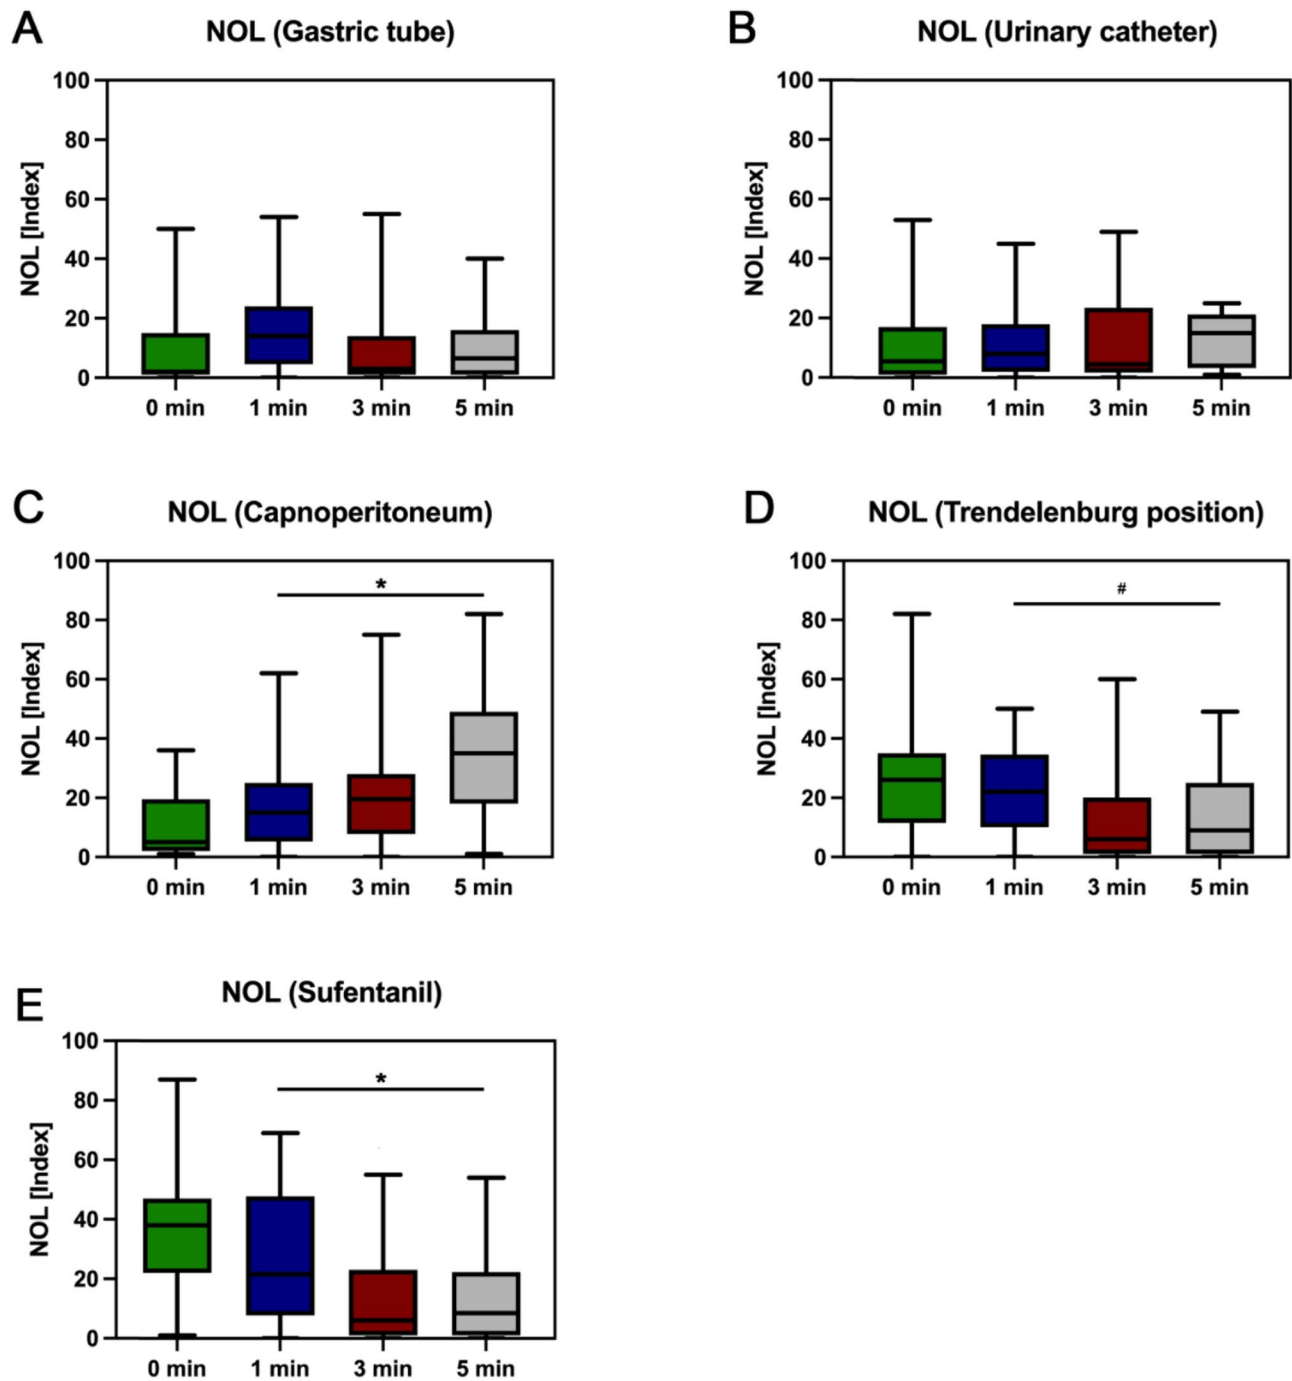 A
NOL (Gastric tube)
NOL [Index]
100
80
60
40
20
0
0 min 1 min 3 min 5 min
B
NOL (Urinary catheter)
NOL [Index]
100
80
60
40
20
0
0 min 1 min 3 min 5 min
C
NOL (Capnoperitoneum)
NOL [Index]
100
80
60
40
20
0
*
0 min 1 min 3 min 5 min
D
NOL (Trendelenburg position)
NOL [Index]
100
80
60
40
20
0
#
0 min 1 min 3 min 5 min
E
NOL (Sufentanil)
NOL [Index]
100
80
60
40
20
0
*
0 min 1 min 3 min 5 min